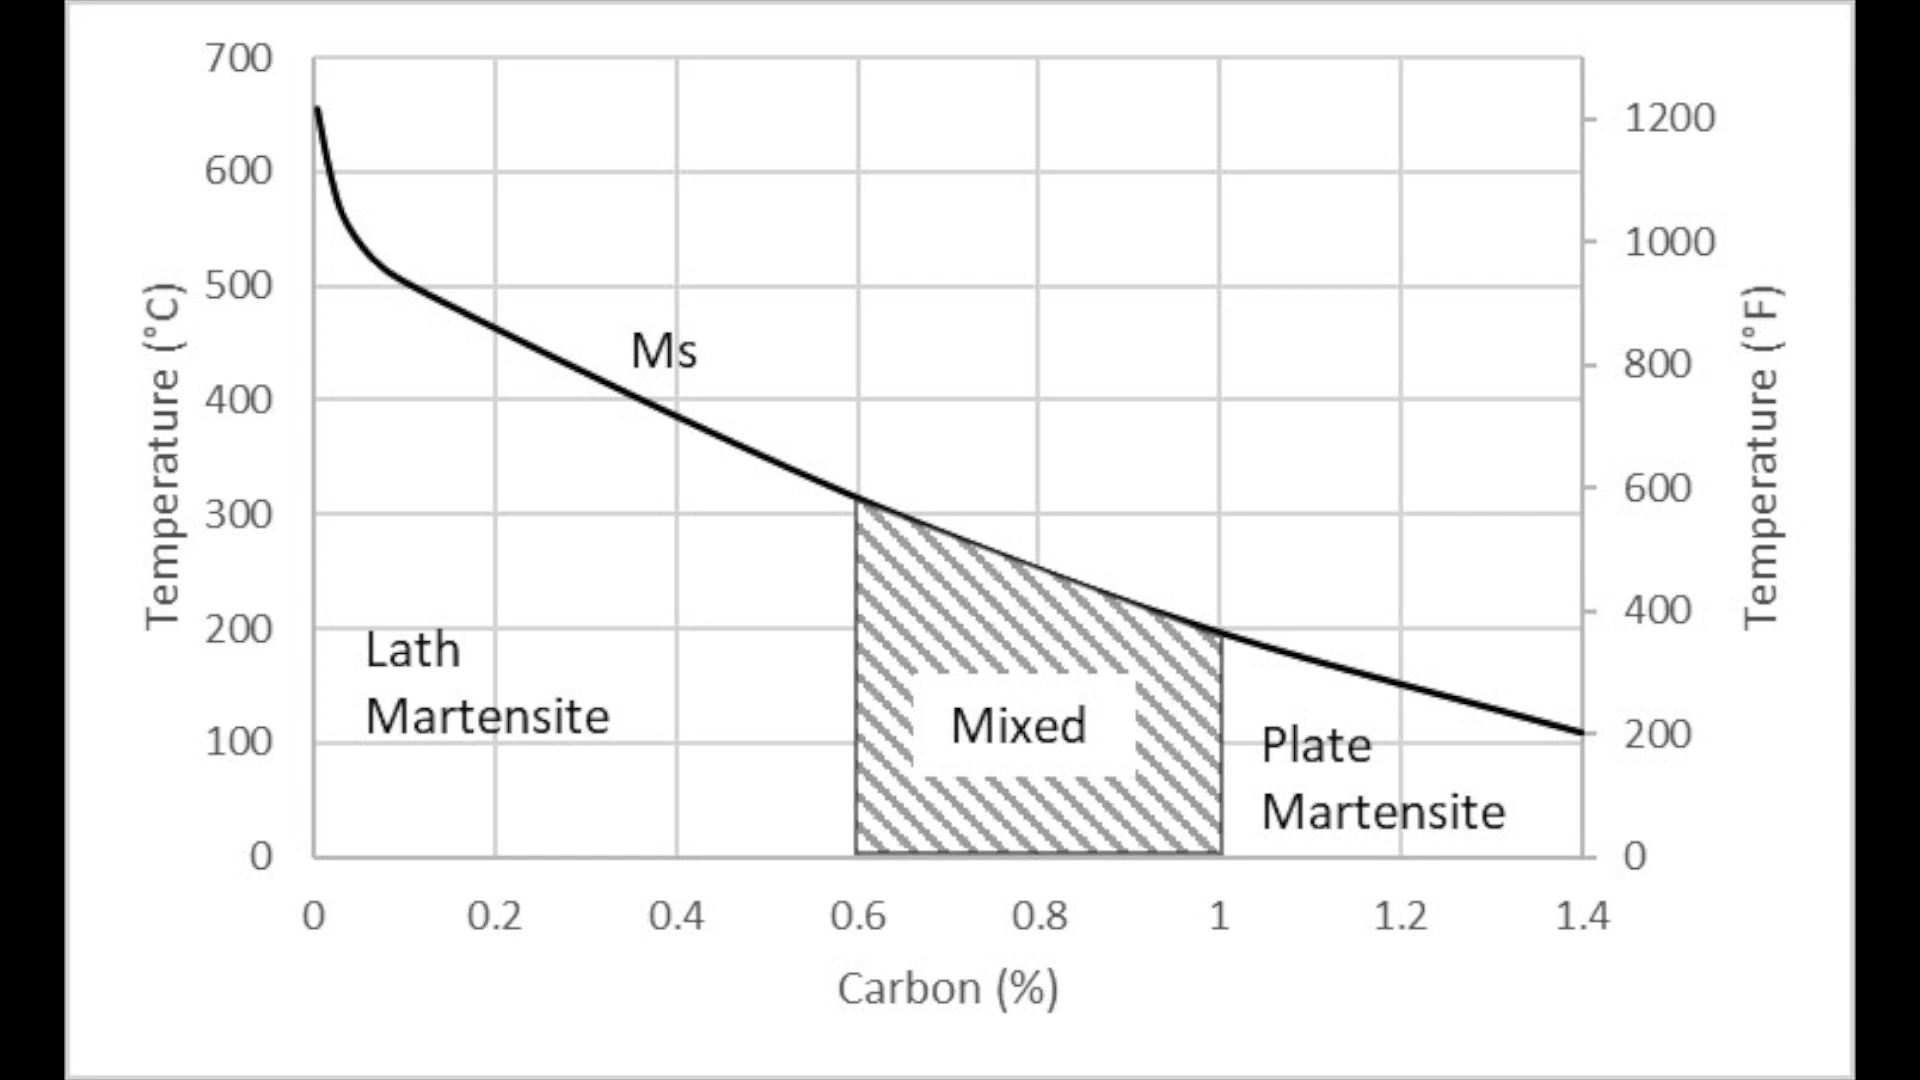 700
600
500
400
300
200
100
0
Temperature (°C)
1200
1000
800
600
400
200
0
Temperature (°F)
Ms
Lath
Martensite
Mixed
Plate
Martensite
0 0.2 0.4 0.6 0.8 1 1.2 1.4
Carbon (%)